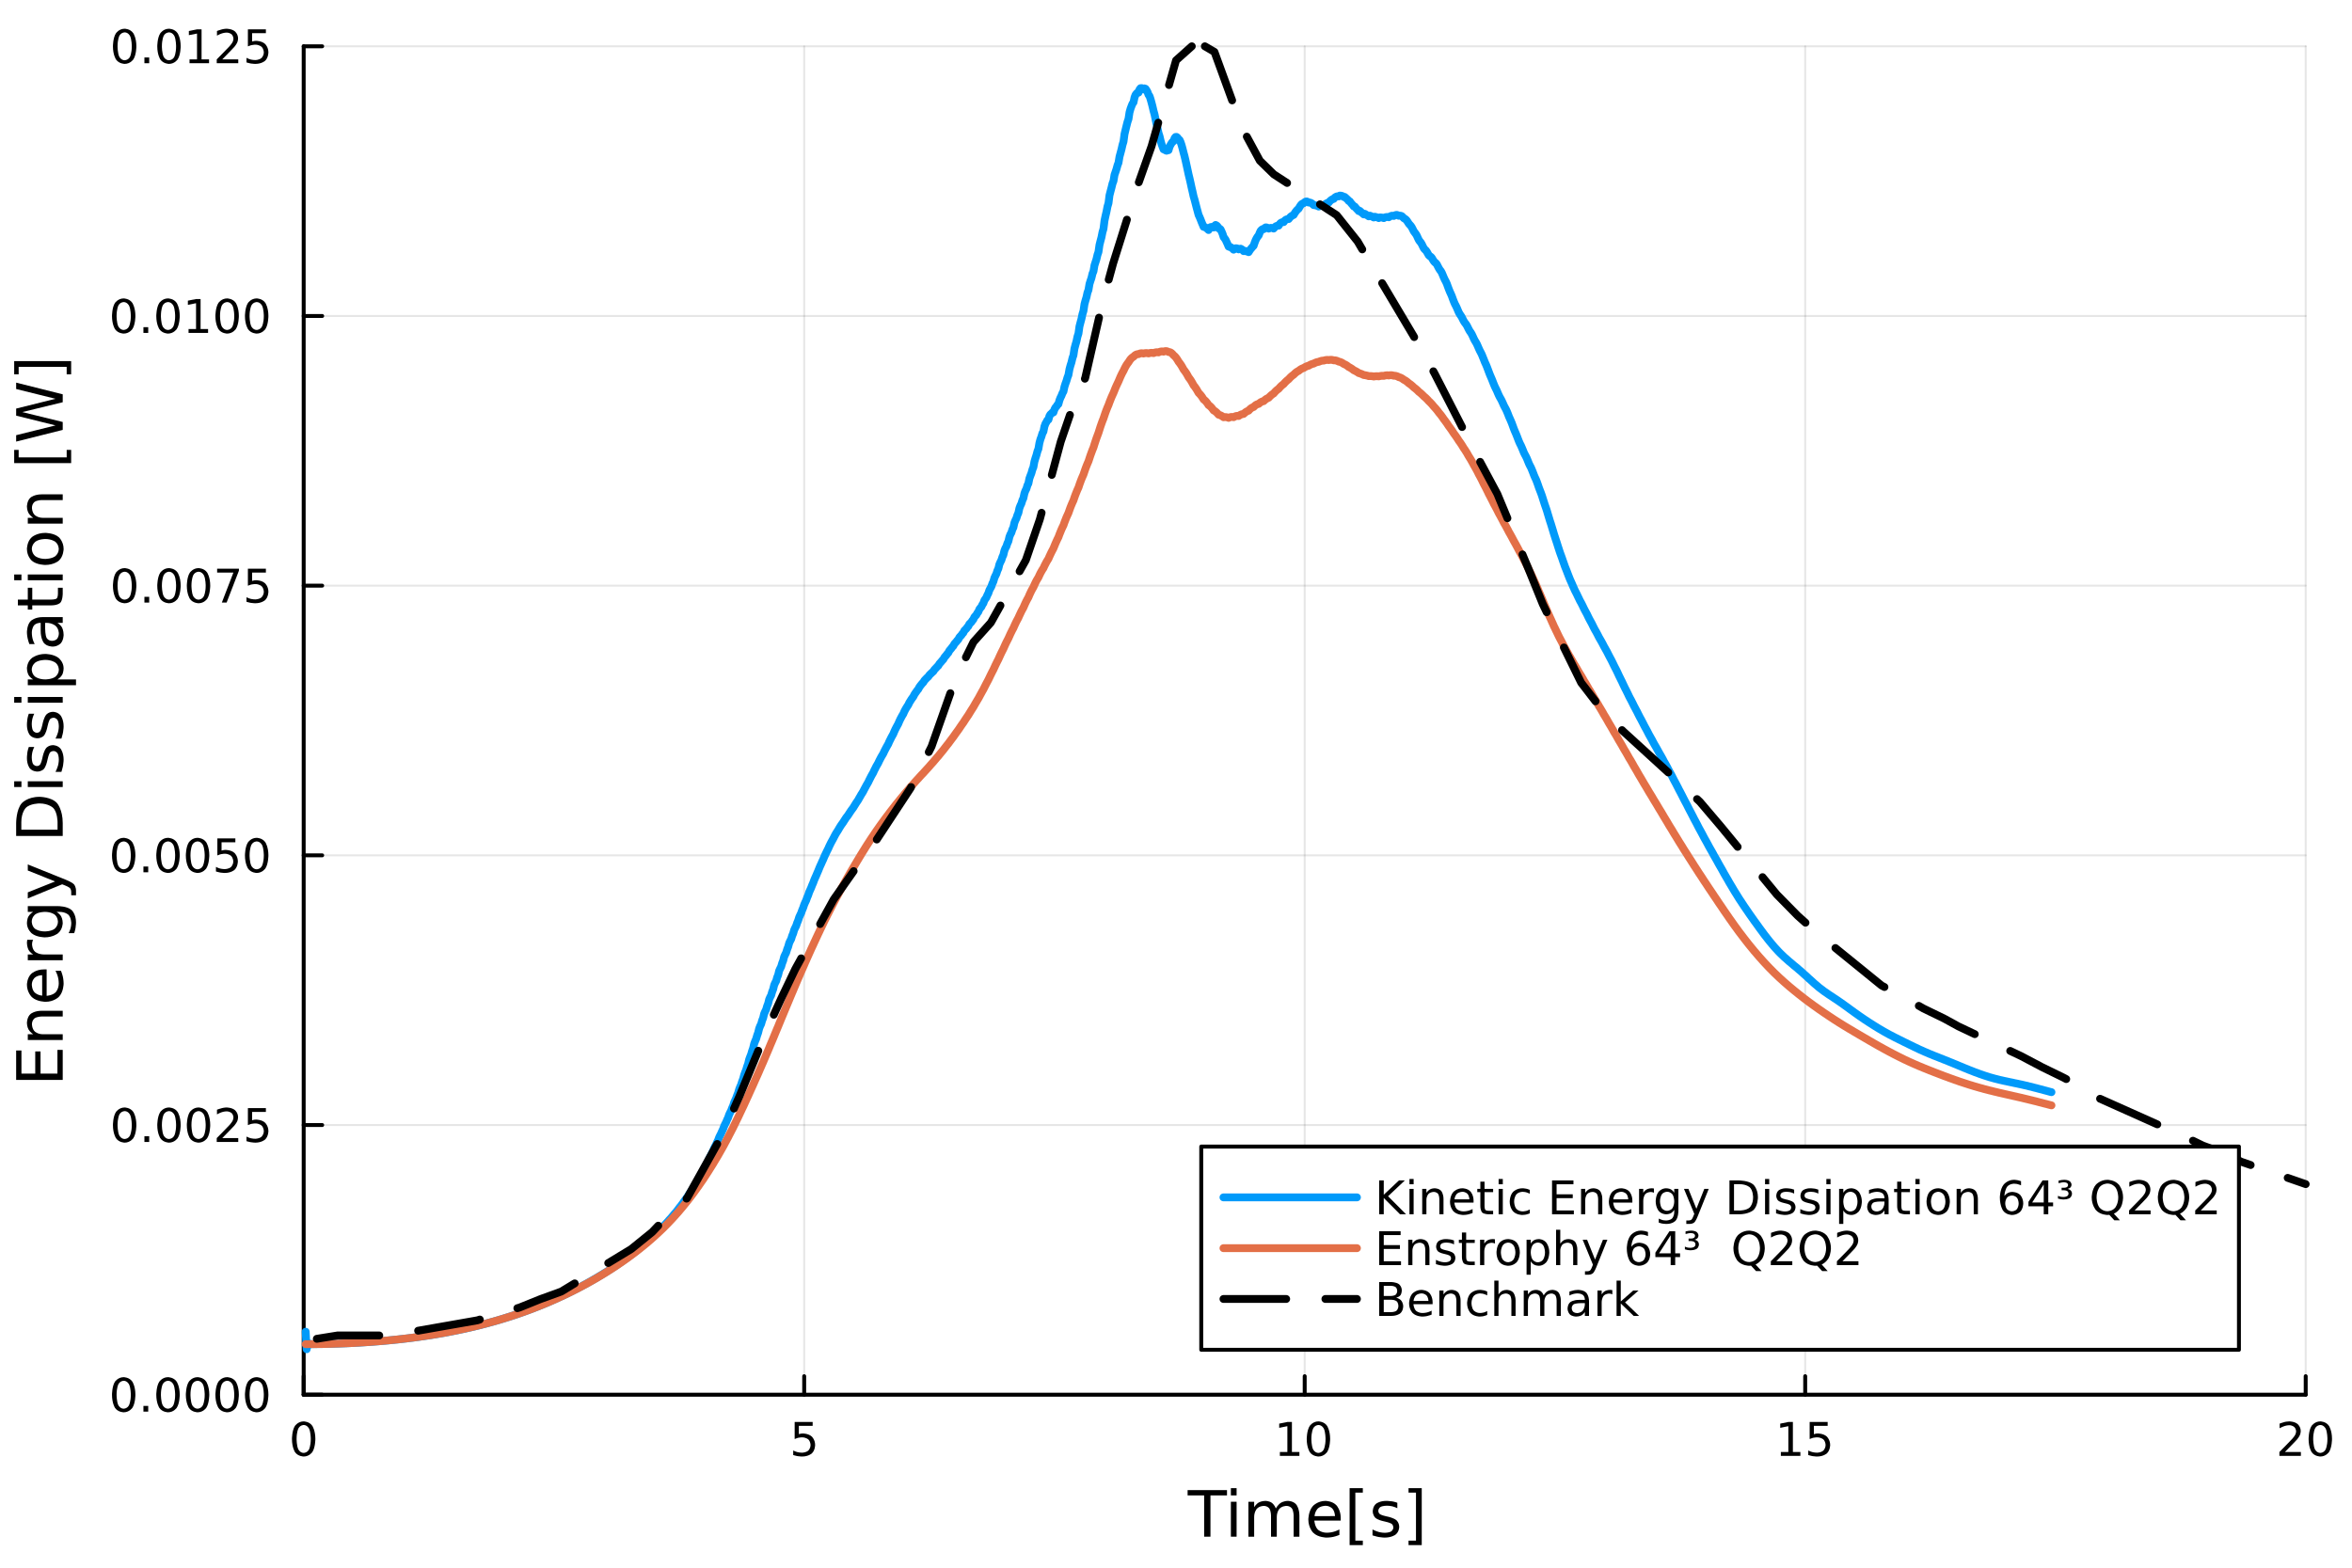 Energy Dissipation [W]
0.0125
0.0100
0.0075
0.0050
0.0025
0.0000
Kinetic Energy Dissipation 64³ Q2Q2
Enstrophy 64³ Q2Q2
Benchmark
0 5 10 15 20
Time[s]